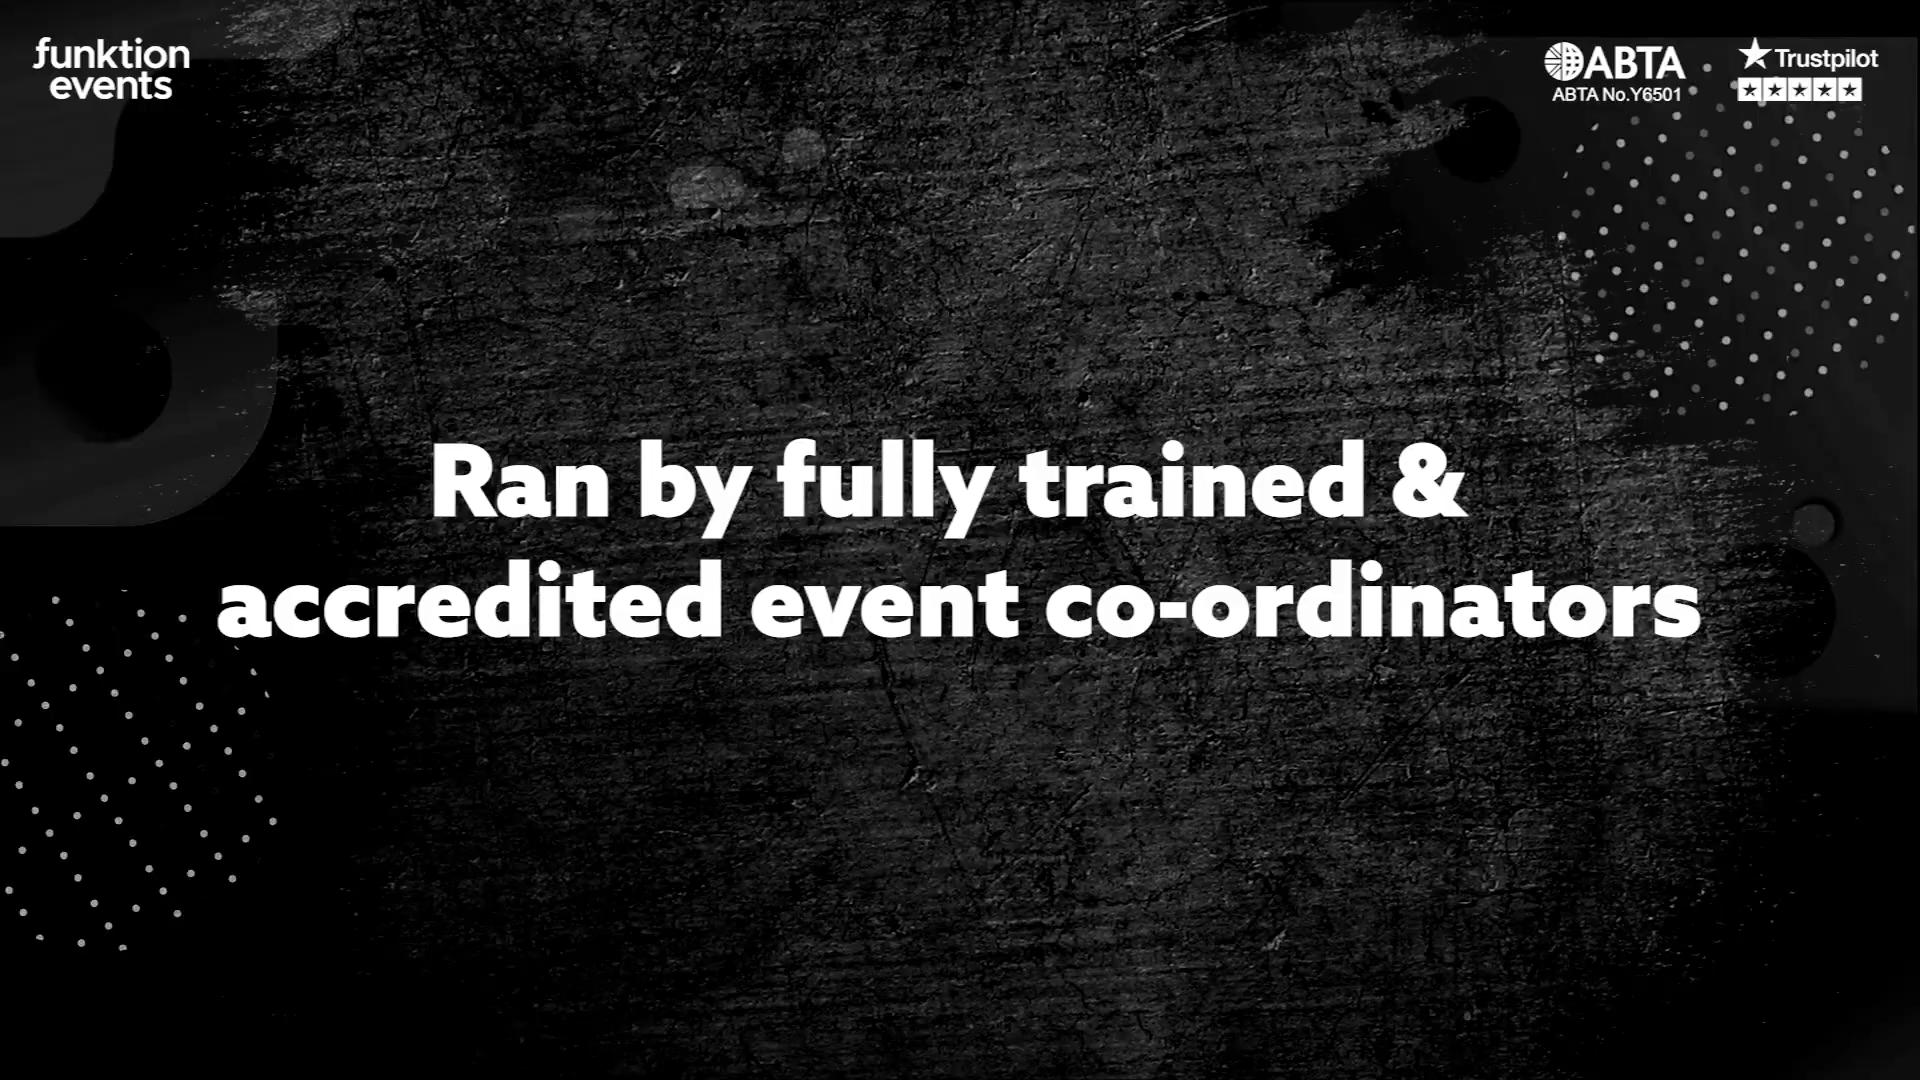 funktion
events
ABTA
ABTA No.Y6501
Trustpilot
Ran by fully trained &
accredited event co-ordinators